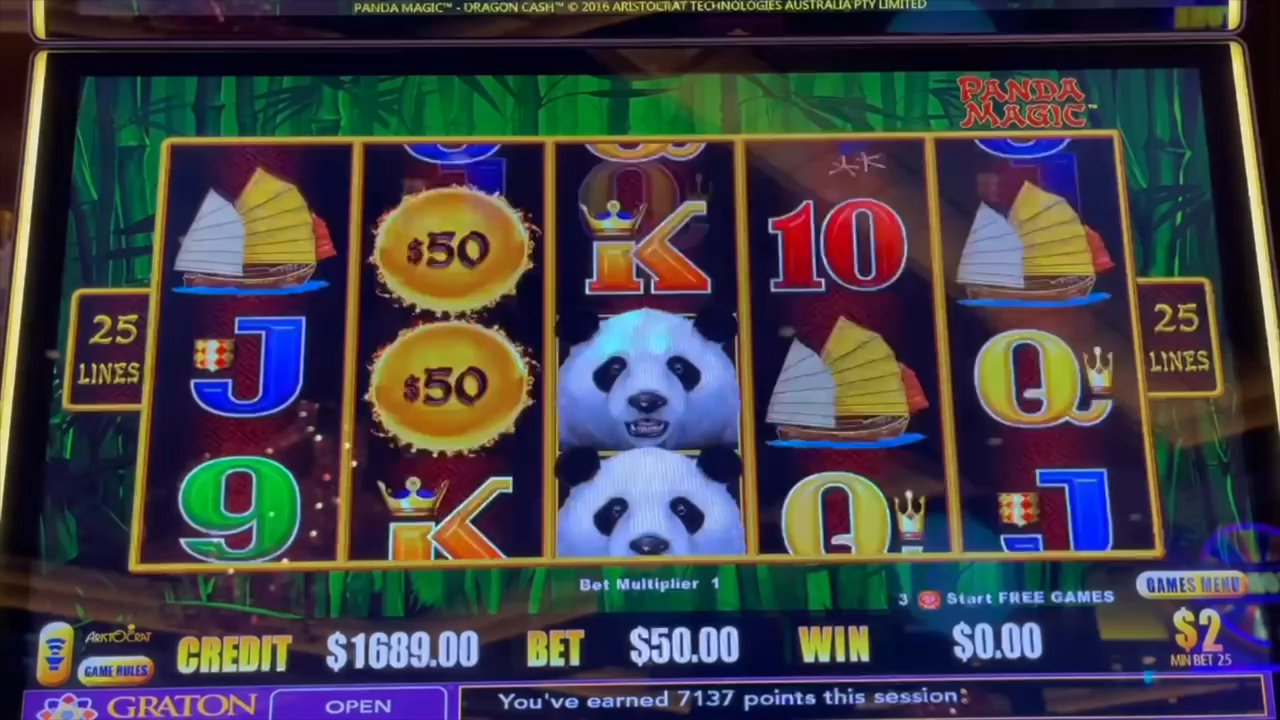 PANDA MAGIC™ - DRAGON CASH™ © 2016 ARISTOCRAT TECHNOLOGIES AUSTRALIA PTY LIMITED
PANDA
MAGIC™
$50
K
10
25
LINES
J
$50
Q
25
LINES
9
K
Q
J
Bet Multiplier 1
3 Start FREE GAMES
GAMES MENU
ARISTOCRAT
GAME RULES
CREDIT $1689.00 BET $50.00 WIN $0.00
$2
MIN BET 25
GRATON
OPEN
You've earned 7137 points this session: